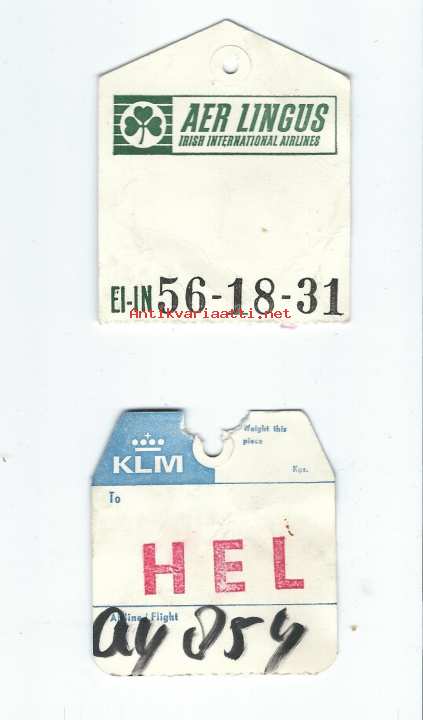 AER LINGUS
IRISH INTERNATIONAL AIRLINES
EI-IN 56-18-31
Antikvariaatti.net
Weight this
piece
KLM
Kgs.
To
HEL
Airline/Flight
ay 854